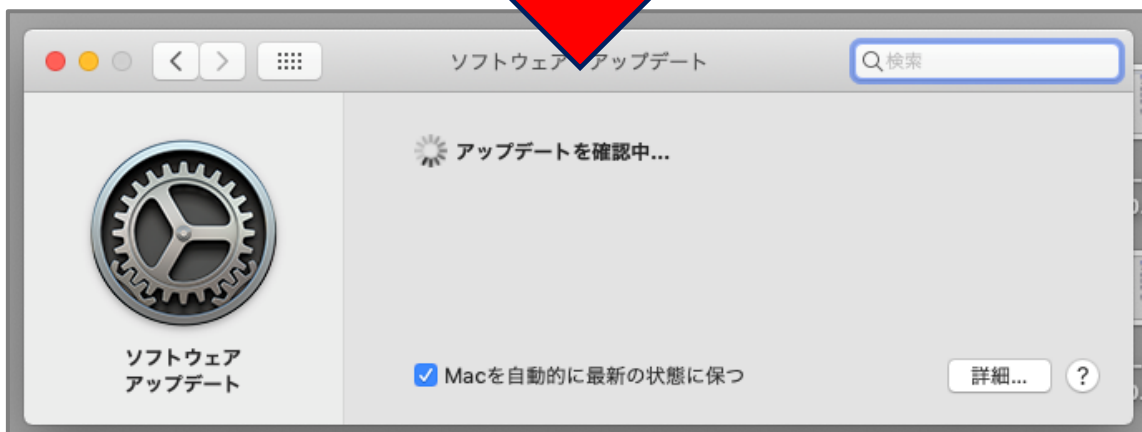 ソフトウェア アップデート
検索
アップデートを確認中...
ソフトウェア
アップデート
Macを自動的に最新の状態に保つ
詳細...
?